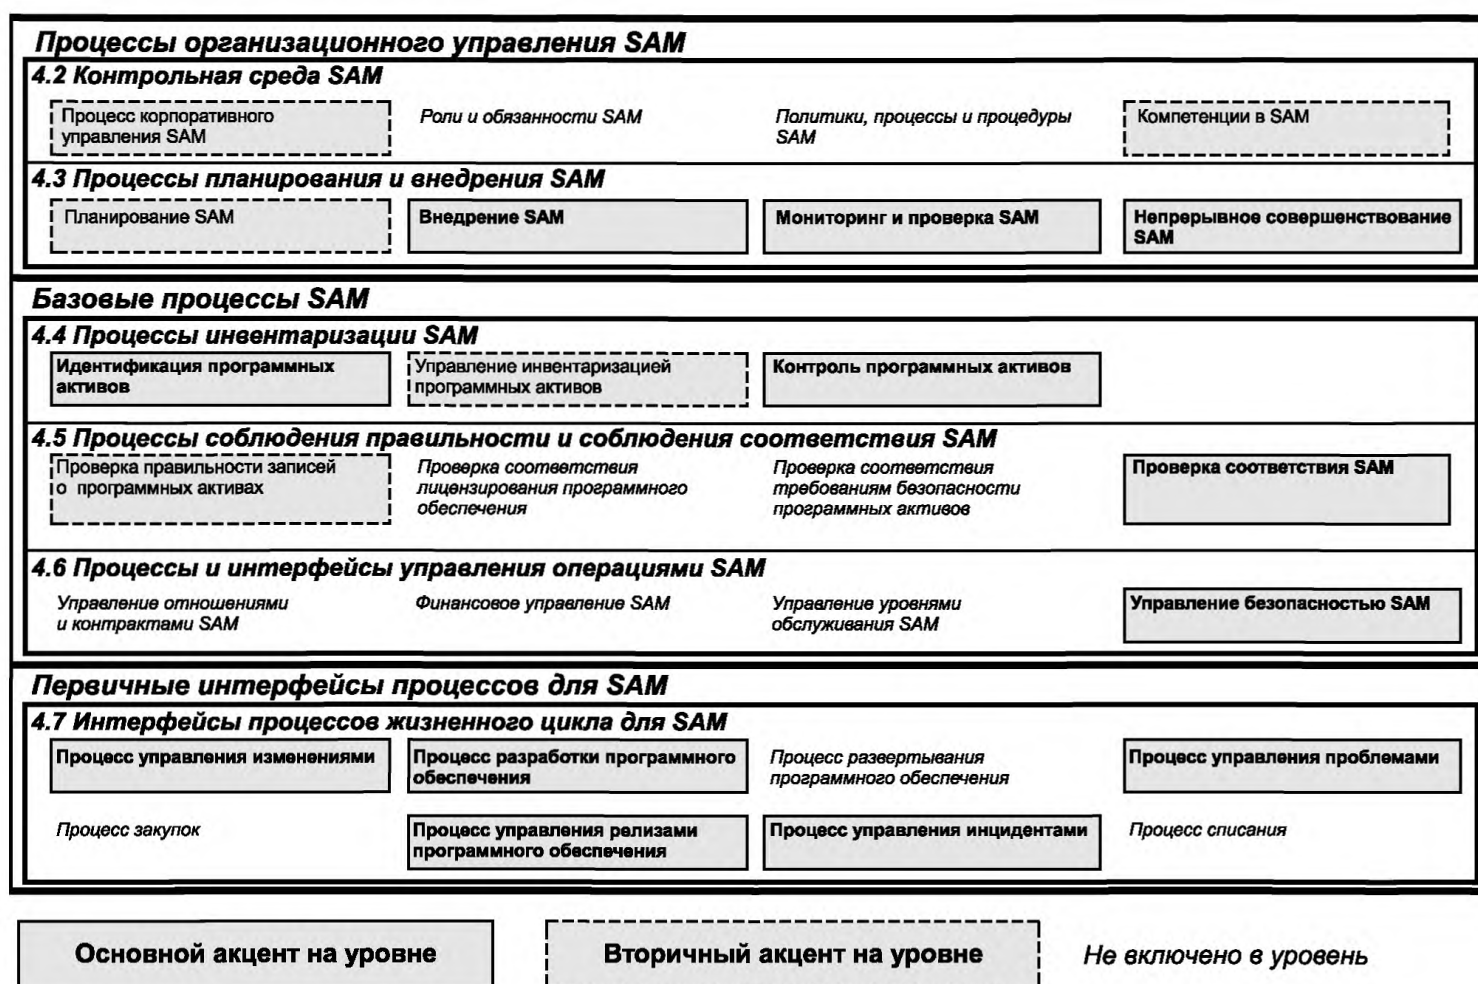 Процессы организационного управления SAM
4.2 Контрольная среда SAM
Процесс корпоративного
управления SAM
Роли и обязанности SAM
Политики, процессы и процедуры
SAM
Компетенции в SAM
4.3 Процессы планирования и внедрения SAM
Планирование SAM
Внедрение SAM
Мониторинг и проверка SAM
Непрерывное совершенствование
SAM
Базовые процессы SAM
4.4 Процессы инвентаризации SAM
Идентификация программных
активов
Управление инвентаризацией
программных активов
Контроль программных активов
4.5 Процессы соблюдения правильности и соблюдения соответствия SAM
Проверка правильности записей
о программных активах
Проверка соответствия
лицензирования программного
обеспечения
Проверка соответствия
требованиям безопасности
программных активов
Проверка соответствия SAM
4.6 Процессы и интерфейсы управления операциями SAM
Управление отношениями
и контрактами SAM
Финансовое управление SAM
Управление уровнями
обслуживания SAM
Управление безопасностью SAM
Первичные интерфейсы процессов для SAM
4.7 Интерфейсы процессов жизненного цикла для SAM
Процесс управления изменениями
Процесс разработки программного
обеспечения
Процесс развертывания
программного обеспечения
Процесс управления проблемами
Процесс закупок
Процесс управления релизами
программного обеспечения
Процесс управления инцидентами
Процесс списания
Основной акцент на уровне
Вторичный акцент на уровне
Не включено в уровень